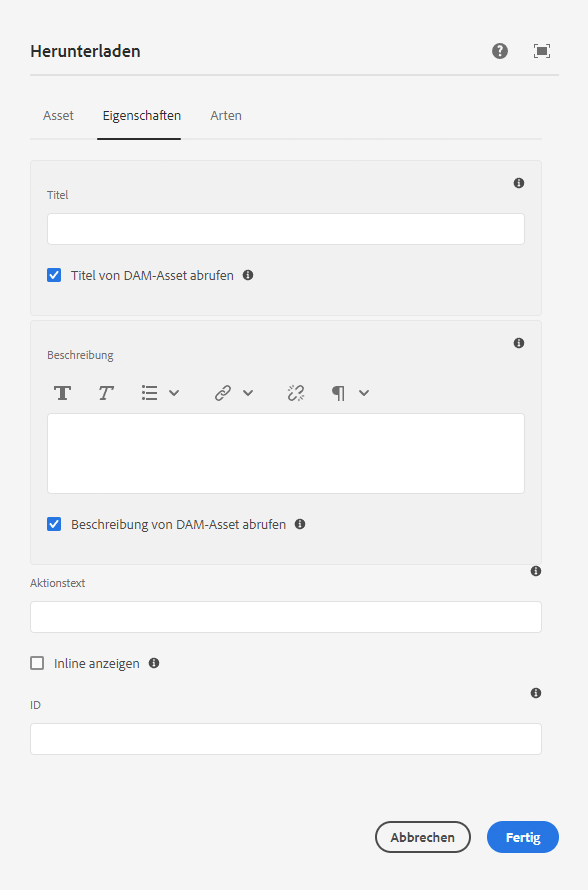 Herunterladen
Asset Eigenschaften Arten
Titel
Titel von DAM-Asset abrufen
Beschreibung
Beschreibung von DAM-Asset abrufen
Aktionstext
Inline anzeigen
ID
Abbrechen Fertig